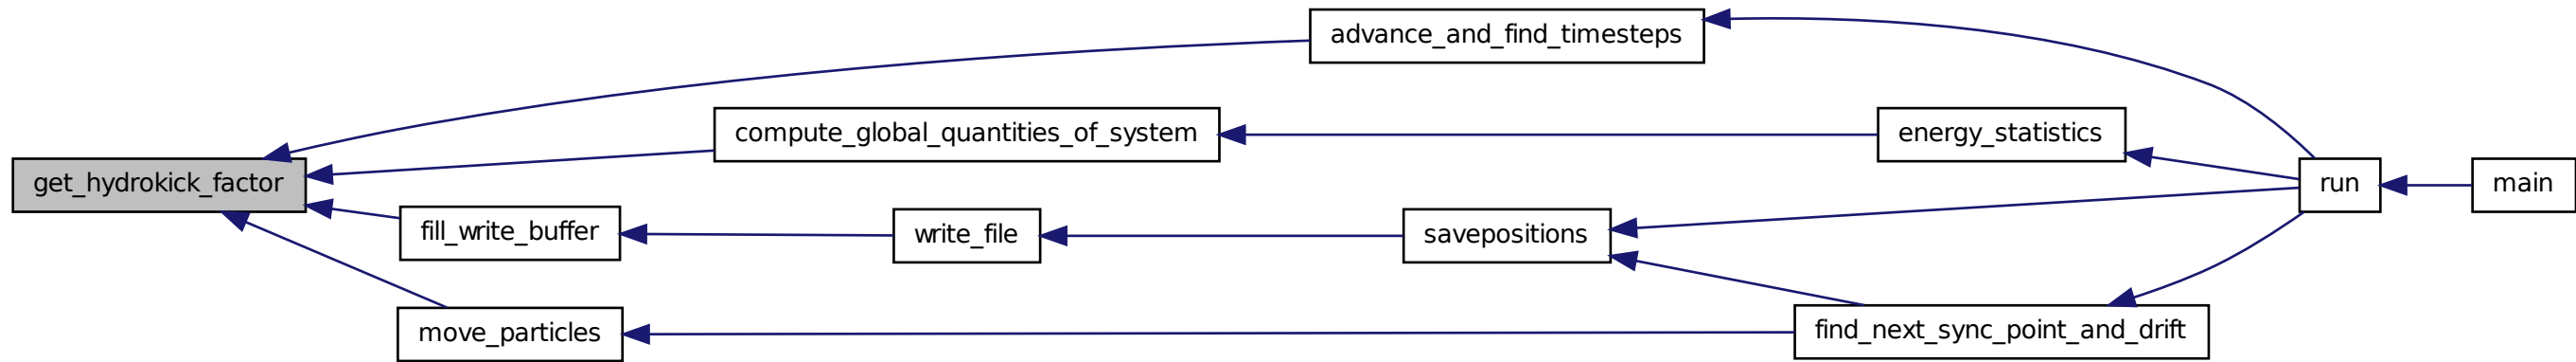 advance_and_find_timesteps
compute_global_quantities_of_system
energy_statistics
get_hydrokick_factor
run
main
fill_write_buffer
write_file
savepositions
move_particles
find_next_sync_point_and_drift